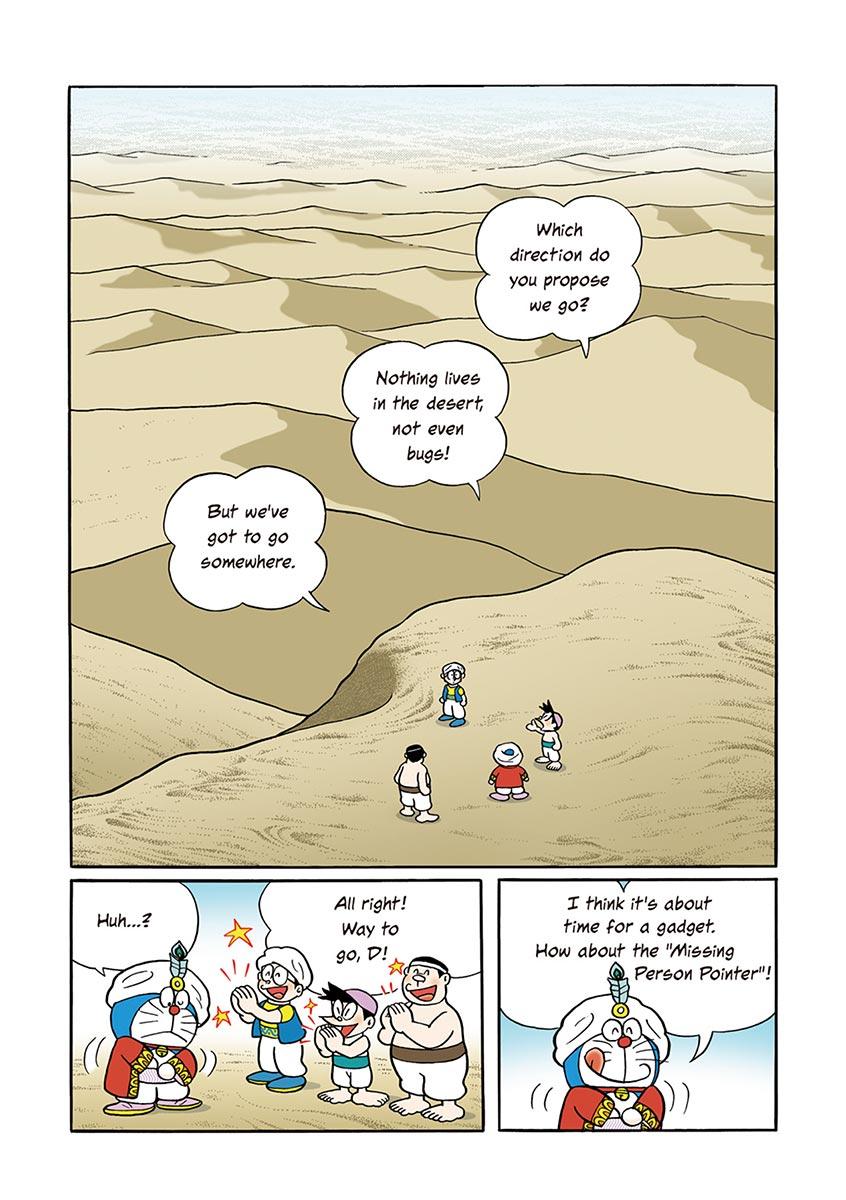 Which
direction do
you propose
we go?
Nothing lives
in the desert,
not even
bugs!
But we've
got to go
somewhere.
I think it's about
time for a gadget.
How about the "Missing
Person Pointer"!
All right!
Way to
go, D!
Huh...?